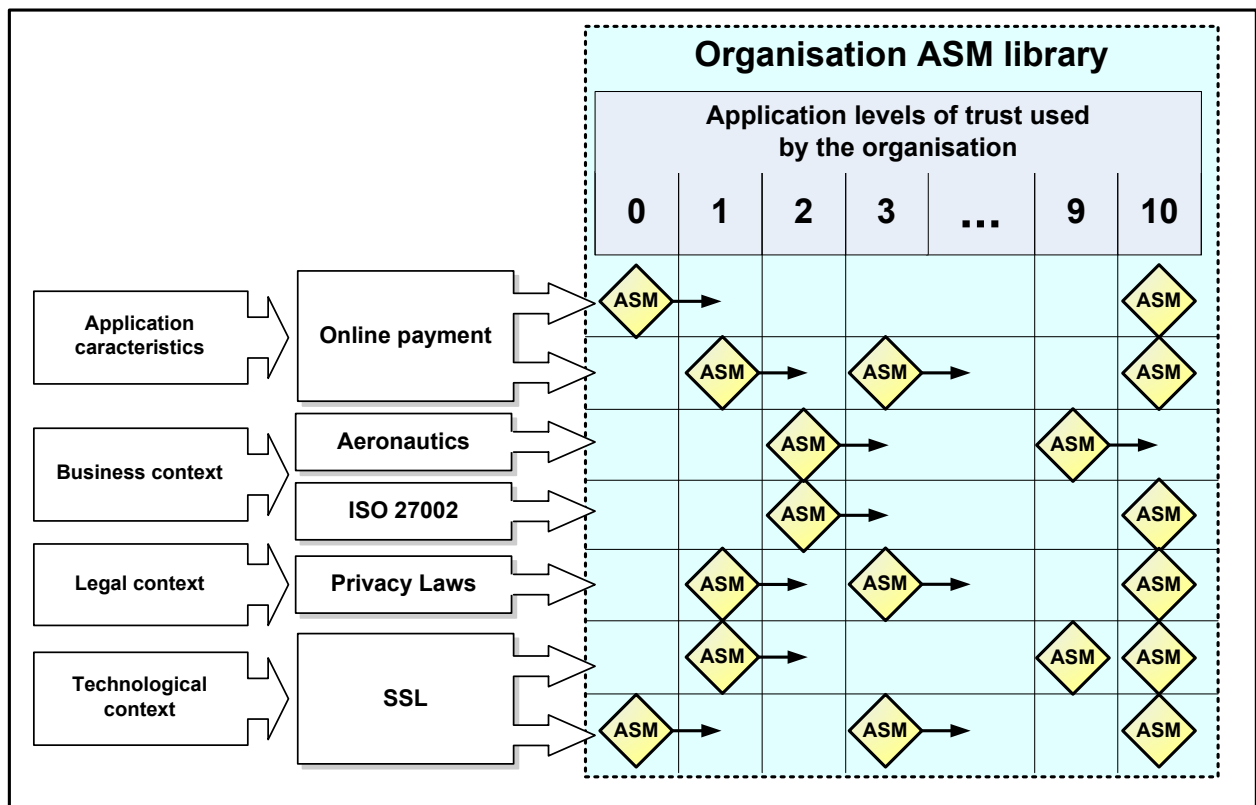 Organisation ASM library
Application levels of trust used
by the organisation
0 1 2 3 ... 9 10
Application
caracteristics
Online payment
ASM ASM
ASM ASM ASM
Business context
Aeronautics
ASM ASM
ISO 27002
ASM ASM
Legal context
Privacy Laws
ASM ASM ASM
Technological
context
SSL
ASM ASM ASM
ASM ASM ASM